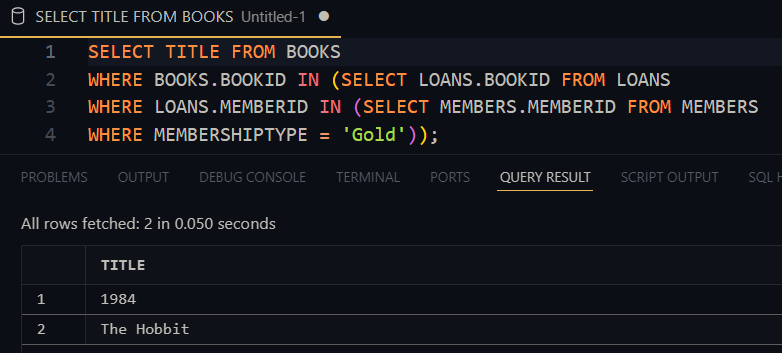 SELECT TITLE FROM BOOKS Untitled-1
1 SELECT TITLE FROM BOOKS
2 WHERE BOOKS.BOOKID IN (SELECT LOANS.BOOKID FROM LOANS
3 WHERE LOANS.MEMBERID IN (SELECT MEMBERS.MEMBERID FROM MEMBERS
4 WHERE MEMBERSHIPTYPE = 'Gold'));
PROBLEMS OUTPUT DEBUG CONSOLE TERMINAL PORTS QUERY RESULT SCRIPT OUTPUT SQL
All rows fetched: 2 in 0.050 seconds
TITLE
1 1984
2 The Hobbit